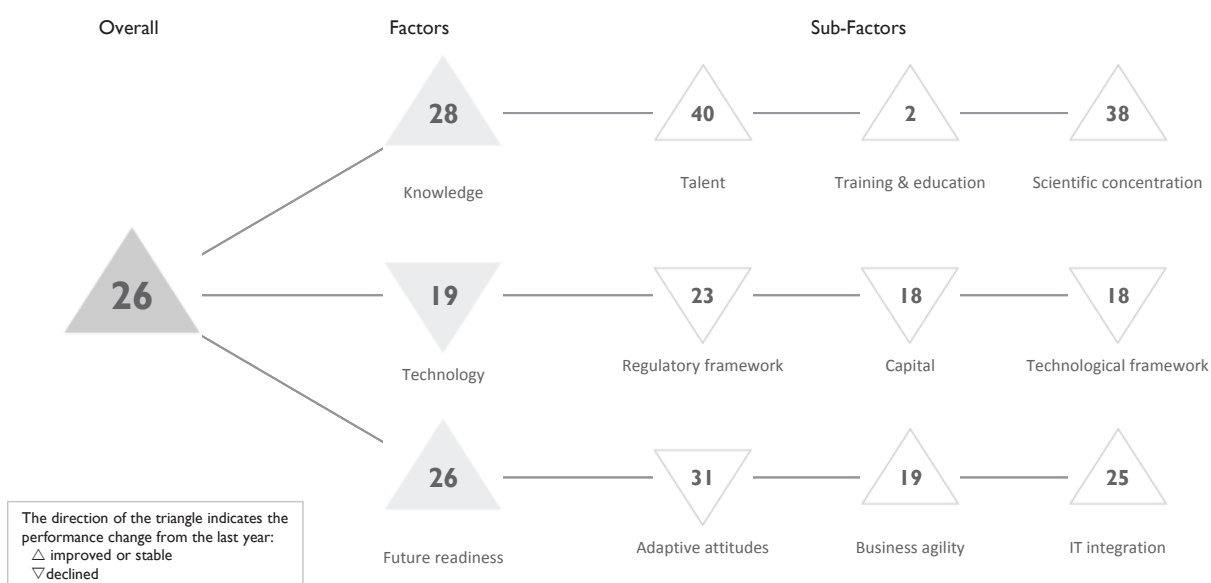 Overall Factors Sub-Factors
28 40 2 38
Knowledge Talent Training & education Scientific concentration
26 19 23 18 18
Technology Regulatory framework Capital Technological framework
26 31 19 25
Future readiness Adaptive attitudes Business agility IT integration
The direction of the triangle indicates the
performance change from the last year:
△ improved or stable
▽ declined